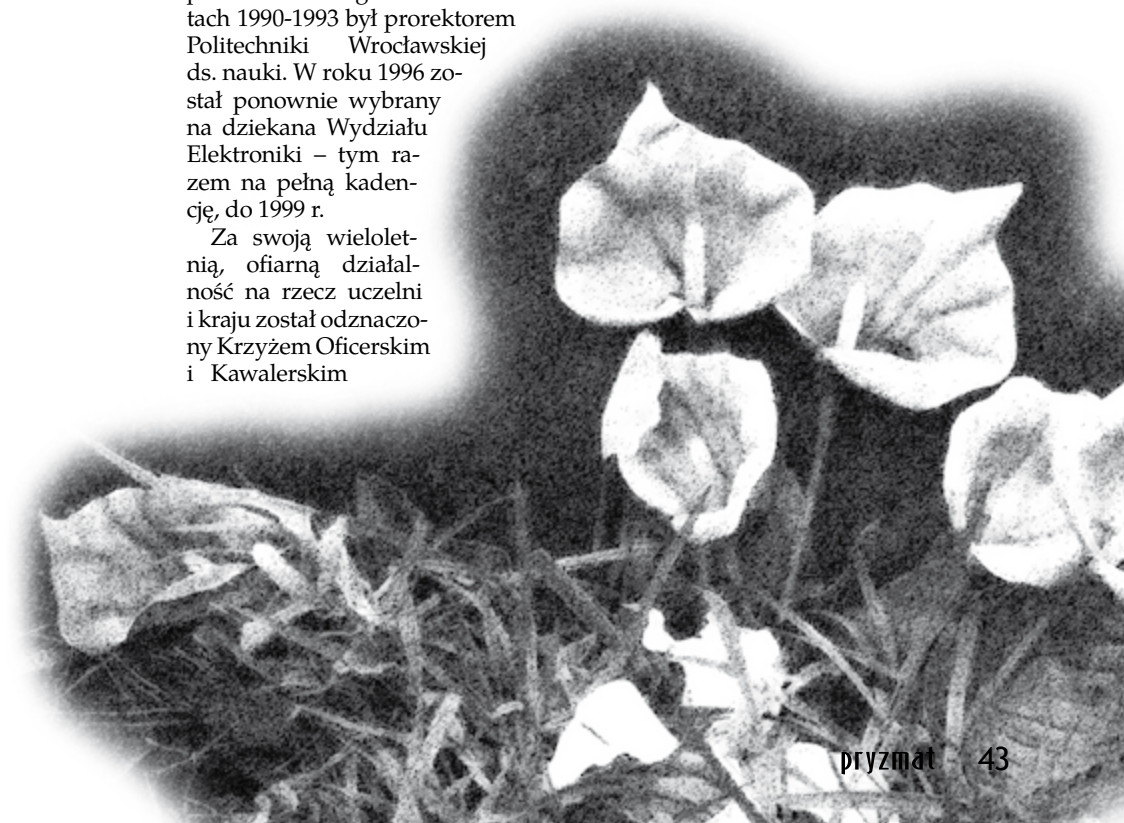 tach 1990-1993 był prorektorem
Politechniki Wrocławskiej
ds. nauki. W roku 1996 zo-
stał ponownie wybrany
na dziekana Wydziału
Elektroniki – tym ra-
zem na pełną kaden-
cję, do 1999 r.
Za swoją wielolet-
nią, ofiarną działal-
ność na rzecz uczelni
i kraju został odznaczo-
ny Krzyżem Oficerskim
i Kawalerskim
pryzmat 43